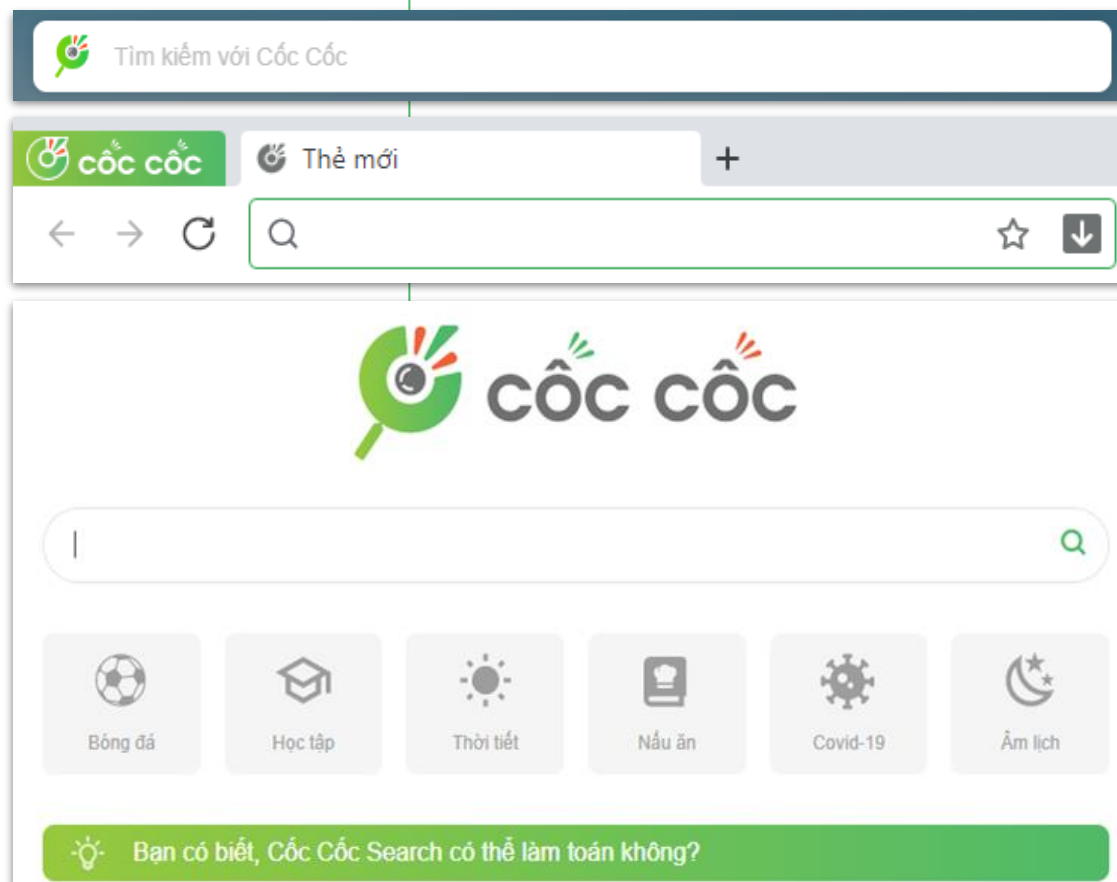 Tìm kiếm với Cốc Cốc
cốc cốc
Thẻ mới
cốc cốc
Bóng đá
Học tập
Thời tiết
Nấu ăn
Covid-19
Âm lịch
Bạn có biết, Cốc Cốc Search có thể làm toán không?